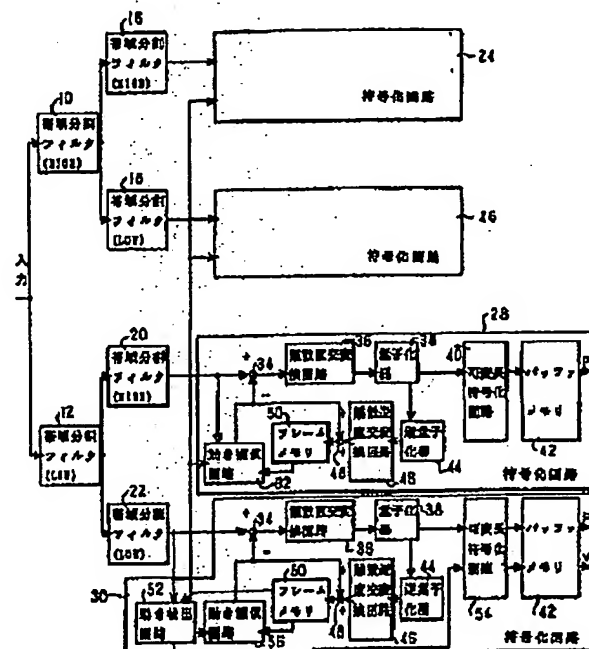 18
帯域分割
フィルタ
(HIGH)
24
符号化回路
10
帯域分割
フィルタ
(HIGH)
16
帯域分割
フィルタ
(LOW)
26
符号化回路
入力
20
帯域分割
フィルタ
(HIGH)
28
+
34
-
36
離散直交変
換回路
38
量子化
器
40
可変長
符号化
回路
バッファ
メモリ
42
12
帯域分割
フィルタ
(LOW)
動き補償
回路
32
50
フレーム
メモリ
48
離散逆
直交変
換回路
46
逆量子
化器
44
符号化回路
22
帯域分割
フィルタ
(LOW)
30
+
34
-
離散直交変
換回路
36
量子化
器
38
可変長
符号化
回路
54
バッファ
メモリ
42
52
動き検出
回路
動き補償
回路
56
50
フレーム
メモリ
48
離散逆
直交変
換回路
46
44
逆量子
化器
符号化回路